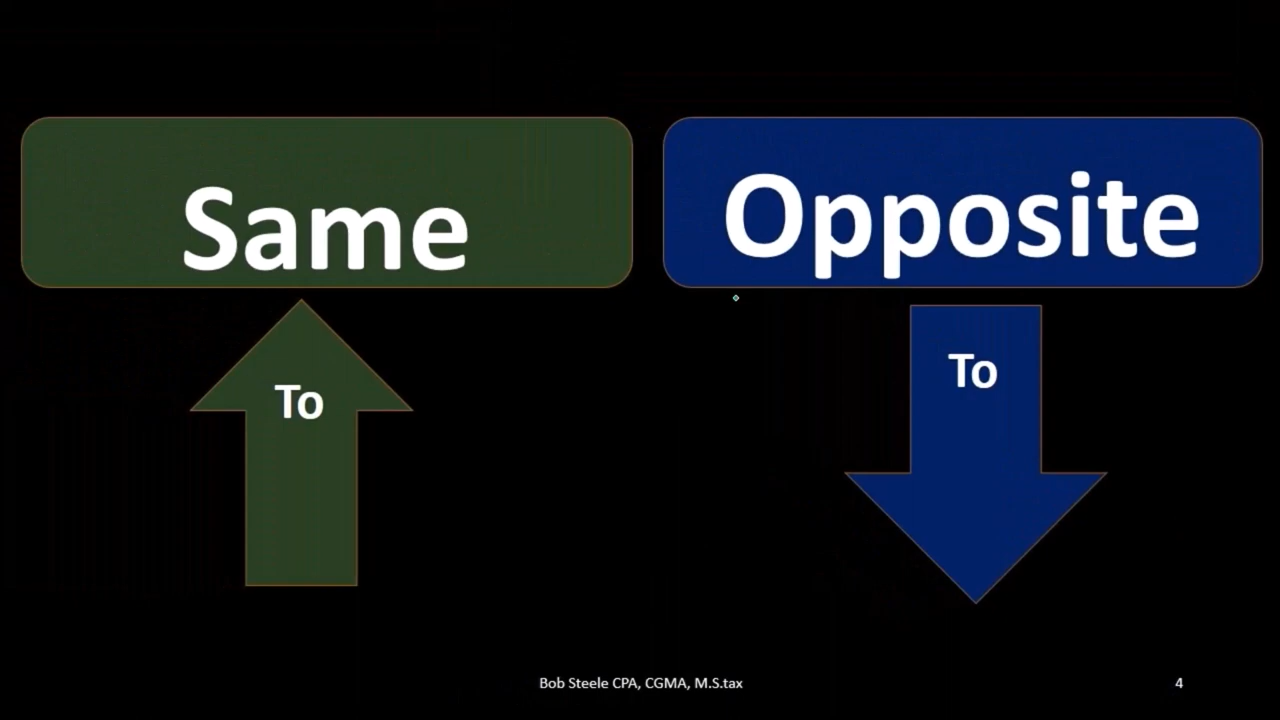 Same
Opposite
To
To
Bob Steele CPA, CGMA, M.S.tax
4